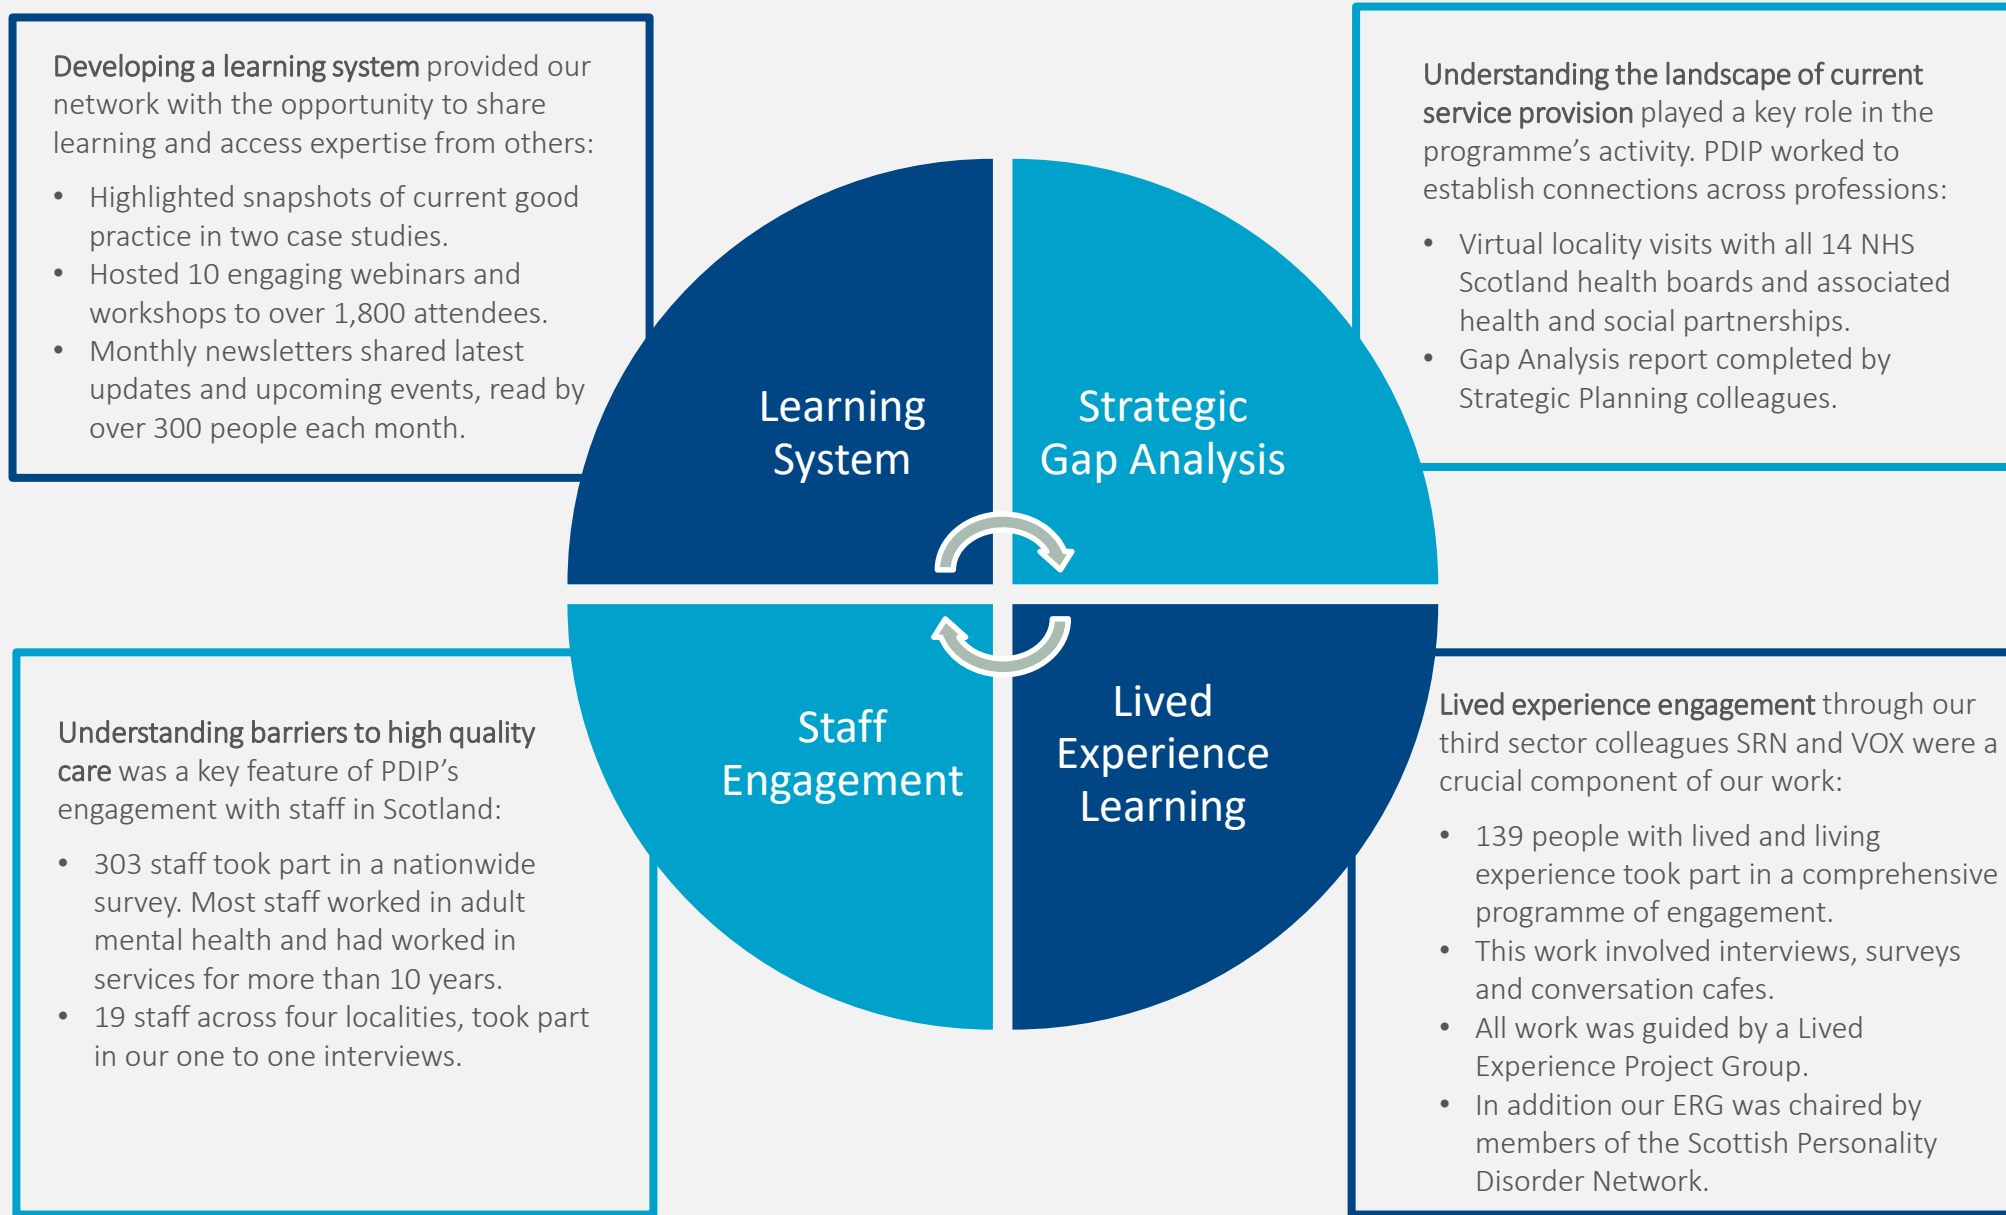 Developing a learning system provided our
network with the opportunity to share
learning and access expertise from others:
• Highlighted snapshots of current good
practice in two case studies.
• Hosted 10 engaging webinars and
workshops to over 1,800 attendees.
• Monthly newsletters shared latest
updates and upcoming events, read by
over 300 people each month.
Understanding the landscape of current
service provision played a key role in the
programme’s activity. PDIP worked to
establish connections across professions:
• Virtual locality visits with all 14 NHS
Scotland health boards and associated
health and social partnerships.
• Gap Analysis report completed by
Strategic Planning colleagues.
Learning
System
Strategic
Gap Analysis
Staff
Engagement
Lived
Experience
Learning
Understanding barriers to high quality
care was a key feature of PDIP’s
engagement with staff in Scotland:
• 303 staff took part in a nationwide
survey. Most staff worked in adult
mental health and had worked in
services for more than 10 years.
• 19 staff across four localities, took part
in our one to one interviews.
Lived experience engagement through our
third sector colleagues SRN and VOX were a
crucial component of our work:
• 139 people with lived and living
experience took part in a comprehensive
programme of engagement.
• This work involved interviews, surveys
and conversation cafes.
• All work was guided by a Lived
Experience Project Group.
• In addition our ERG was chaired by
members of the Scottish Personality
Disorder Network.